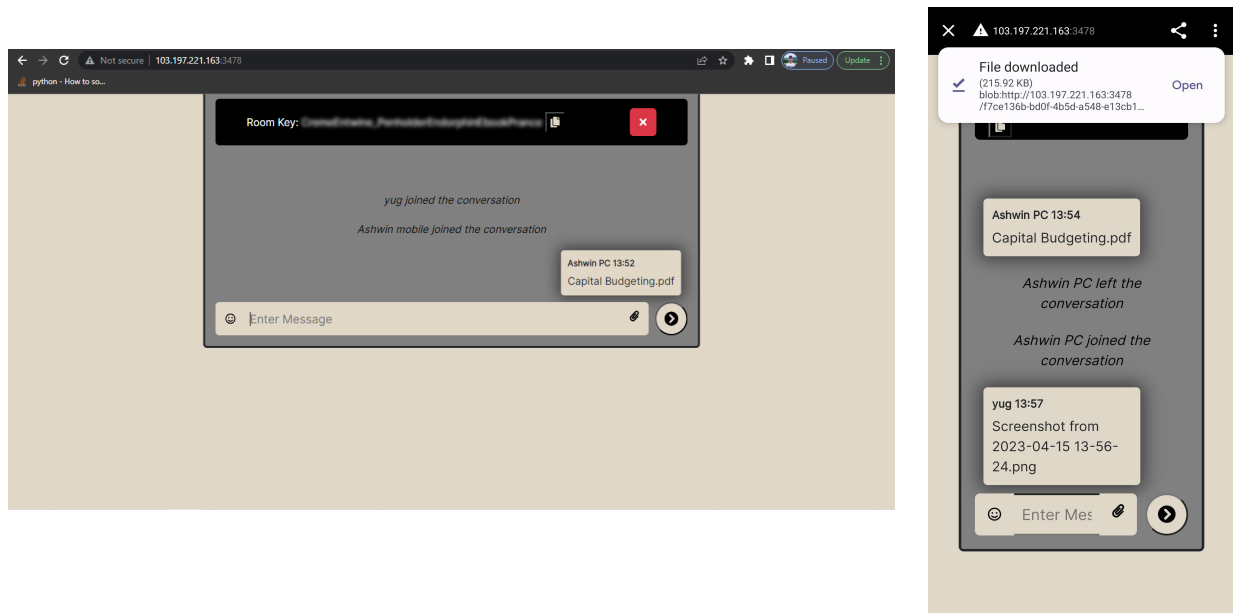 Not secure 103.197.221.163:3478
Paused
Update
python - How to so...
Room Key:
yug joined the conversation
Ashwin mobile joined the conversation
Ashwin PC 13:52
Capital Budgeting.pdf
Enter Message
103.197.221.163:3478
File downloaded
(215.92 KB)
blob:http://103.197.221.163:3478
/f7ce136b-bd0f-4b5d-a548-e13cb1...
Open
Ashwin PC 13:54
Capital Budgeting.pdf
Ashwin PC left the
conversation
Ashwin PC joined the
conversation
yug 13:57
Screenshot from
2023-04-15 13-56-
24.png
Enter Mes